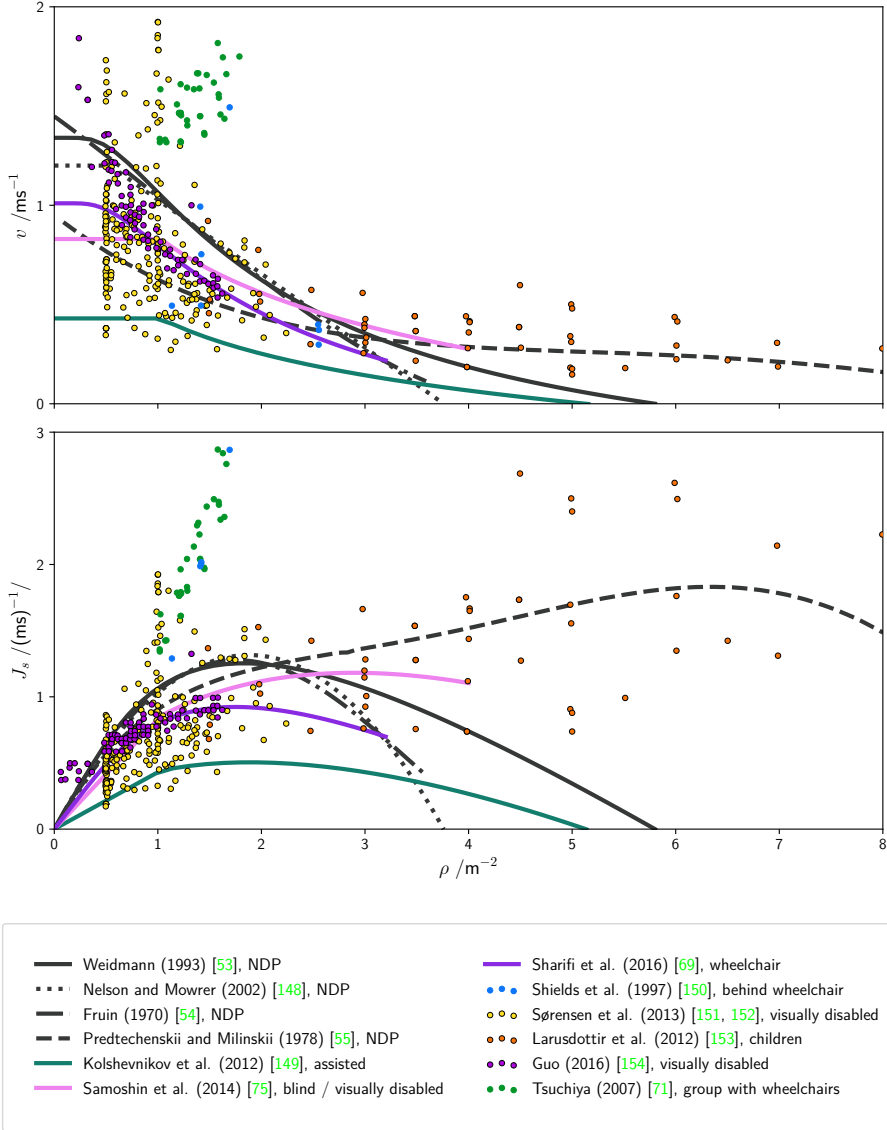 2
1
0
v /ms⁻¹
3
2
1
0
J_s /(ms)⁻¹/
0 1 2 3 4 5 6 7 8
ρ /m⁻²
Weidmann (1993) [53], NDP
Nelson and Mowrer (2002) [148], NDP
Fruin (1970) [54], NDP
Predtechenskii and Milinskii (1978) [55], NDP
Kolshevnikov et al. (2012) [149], assisted
Samoshin et al. (2014) [75], blind / visually disabled
Sharifi et al. (2016) [69], wheelchair
Shields et al. (1997) [150], behind wheelchair
Sørensen et al. (2013) [151, 152], visually disabled
Larusdottir et al. (2012) [153], children
Guo (2016) [154], visually disabled
Tsuchiya (2007) [71], group with wheelchairs